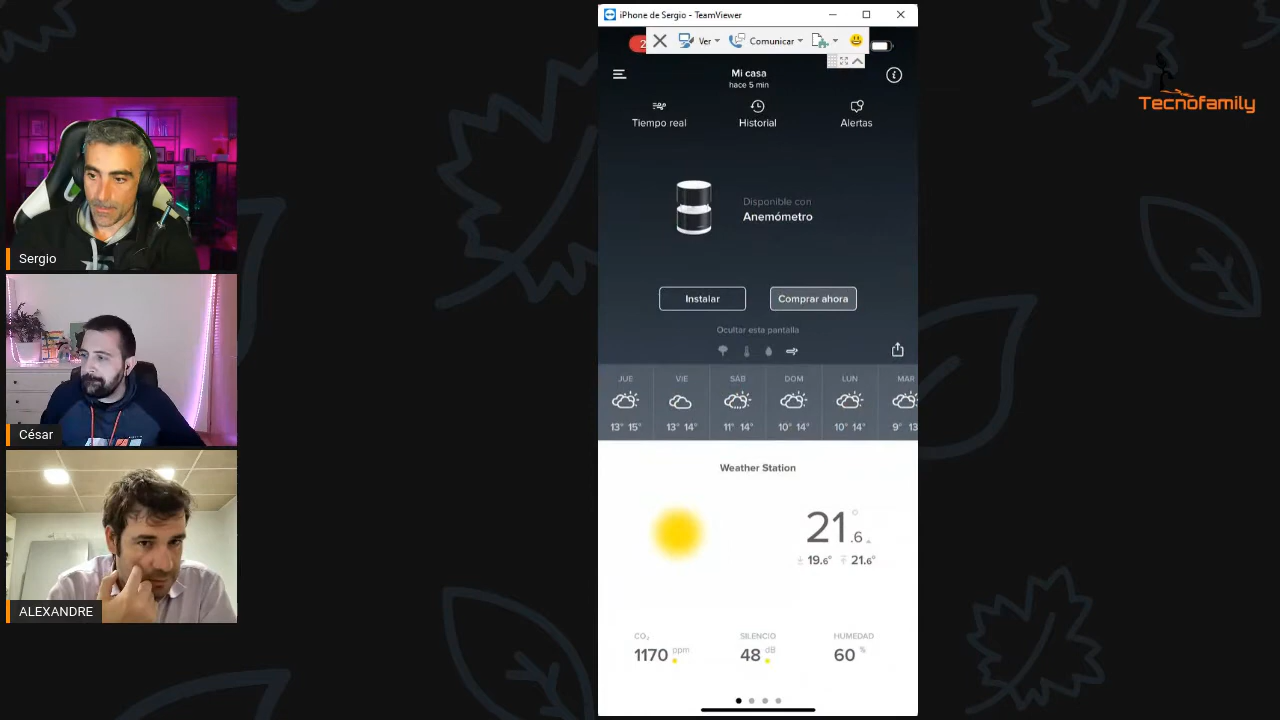 iPhone de Sergio - TeamViewer
2
Ver
Comunicar
Mi casa
hace 5 min
Tiempo real
Historial
Alertas
Disponible con
Anemómetro
Instalar
Comprar ahora
Ocultar esta pantalla
JUE VIE SÁB DOM LUN MAR
13° 15° 13° 14° 11° 14° 10° 14° 10° 14° 9° 13
Weather Station
21.6°
19.6° 21.6°
CO₂ SILENCIO HUMEDAD
1170 ppm 48 dB 60 %
Sergio
César
ALEXANDRE
Tecnofamily